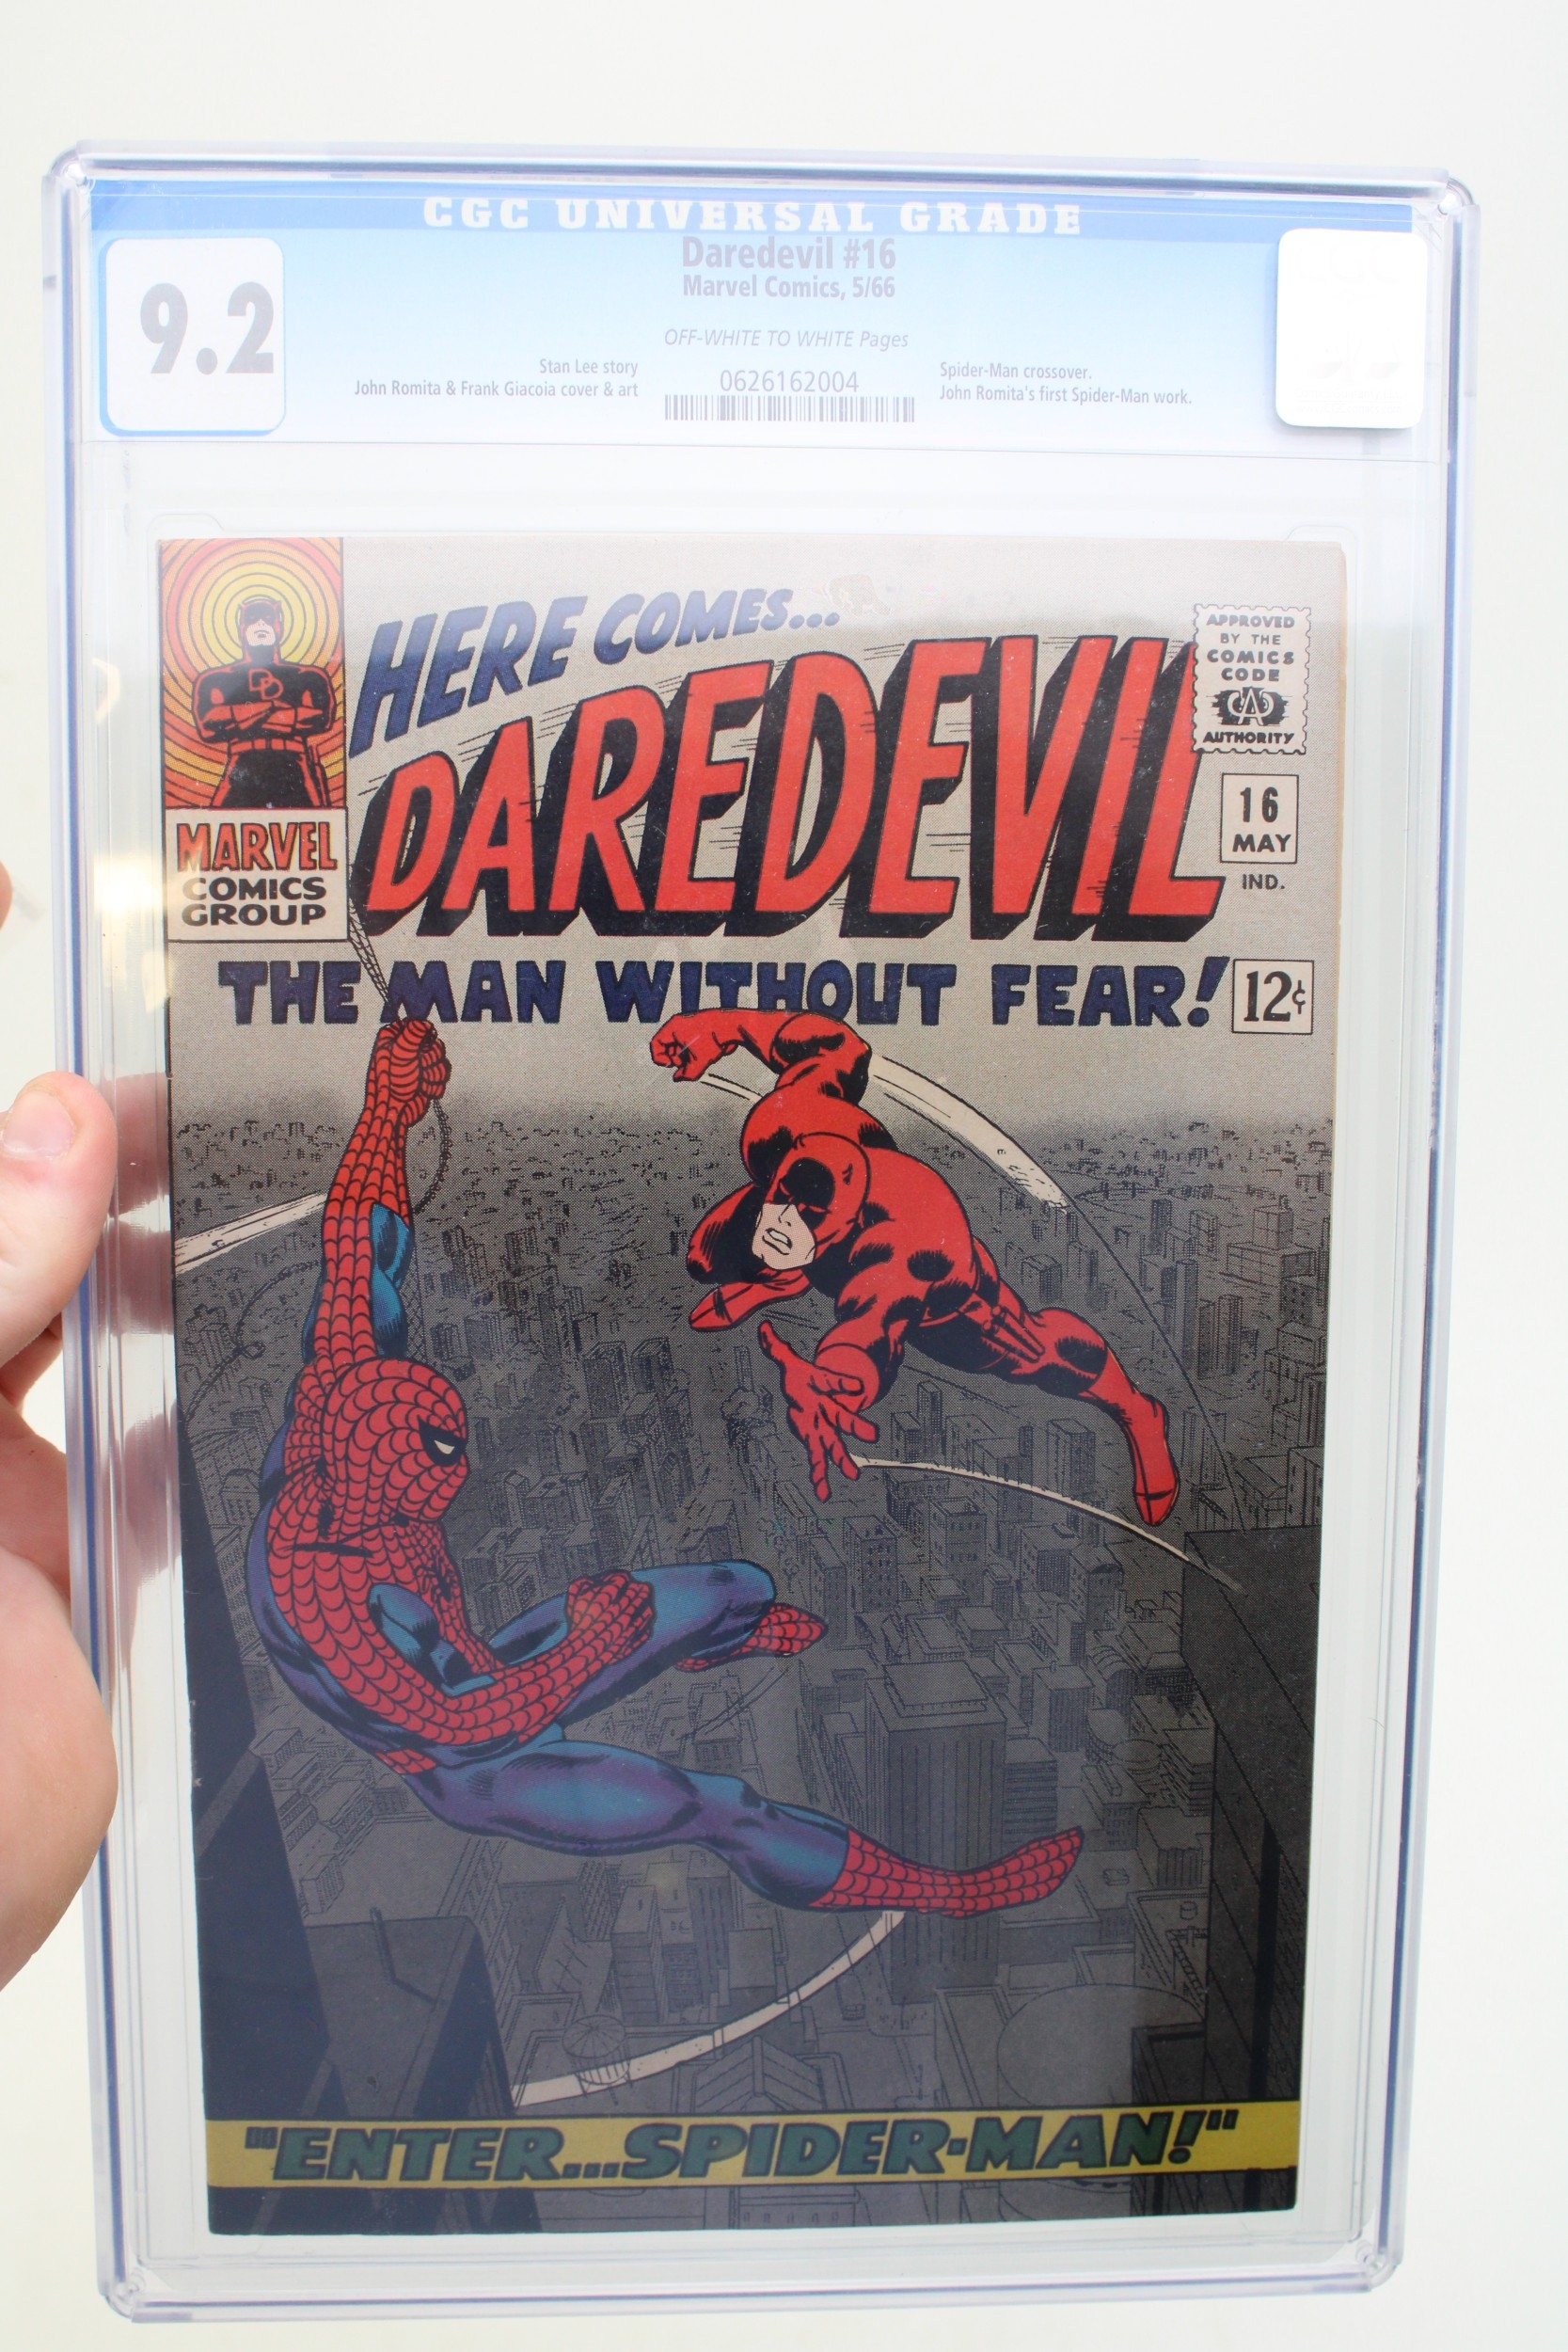 CGC UNIVERSAL GRADE
9.2
Daredevil #16
Marvel Comics, 5/66
OFF-WHITE TO WHITE Pages
Stan Lee story
John Romita & Frank Giacoia cover & art
0626162004
Spider-Man crossover.
John Romita's first Spider-Man work.
HERE COMES...
DAREDEVIL
THE MAN WITHOUT FEAR!
DD
MARVEL
COMICS
GROUP
APPROVED
BY THE
COMICS
CODE
CA
AUTHORITY
16
MAY
IND.
12¢
"ENTER...SPIDER-MAN!"